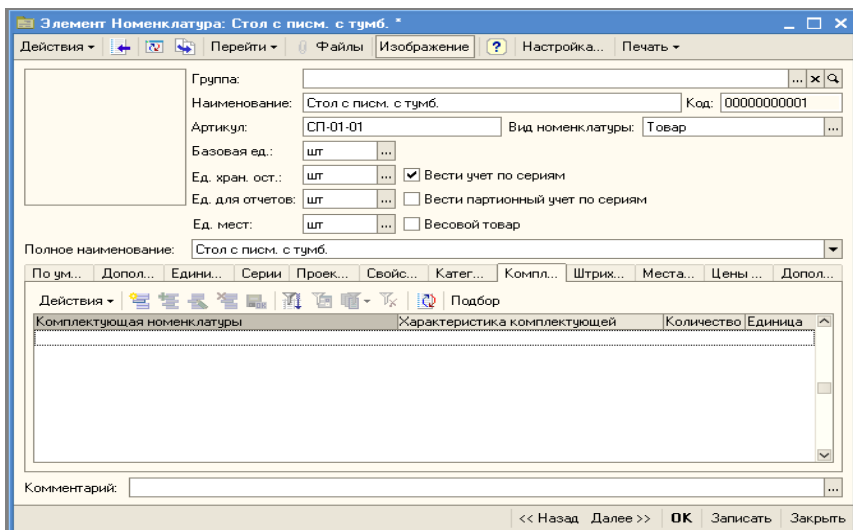 Элемент Номенклатура: Стол с письм. с тумб. *
Действия Перейти Файлы Изображение ? Настройка... Печать
Группа: ...
Наименование: Стол с писм. с тумб. Код: 00000000001
Артикул: СП-01-01 Вид номенклатуры: Товар ...
Базовая ед.: шт ...
Ед. хран. ост.: шт ... Вести учет по сериям
Ед. для отчетов: шт ... Вести партионный учет по сериям
Ед. мест: шт ... Весовой товар
Полное наименование: Стол с писм. с тумб.
По ум... Допол... Едини... Серии Проек... Свойс... Катег... Компл... Штрих... Места... Цены ... Допол...
Действия Подбор
Комплектующая номенклатуры Характеристика комплектующей Количество Единица
Комментарий: ...
<< Назад Далее >> OK Записать Закрыть